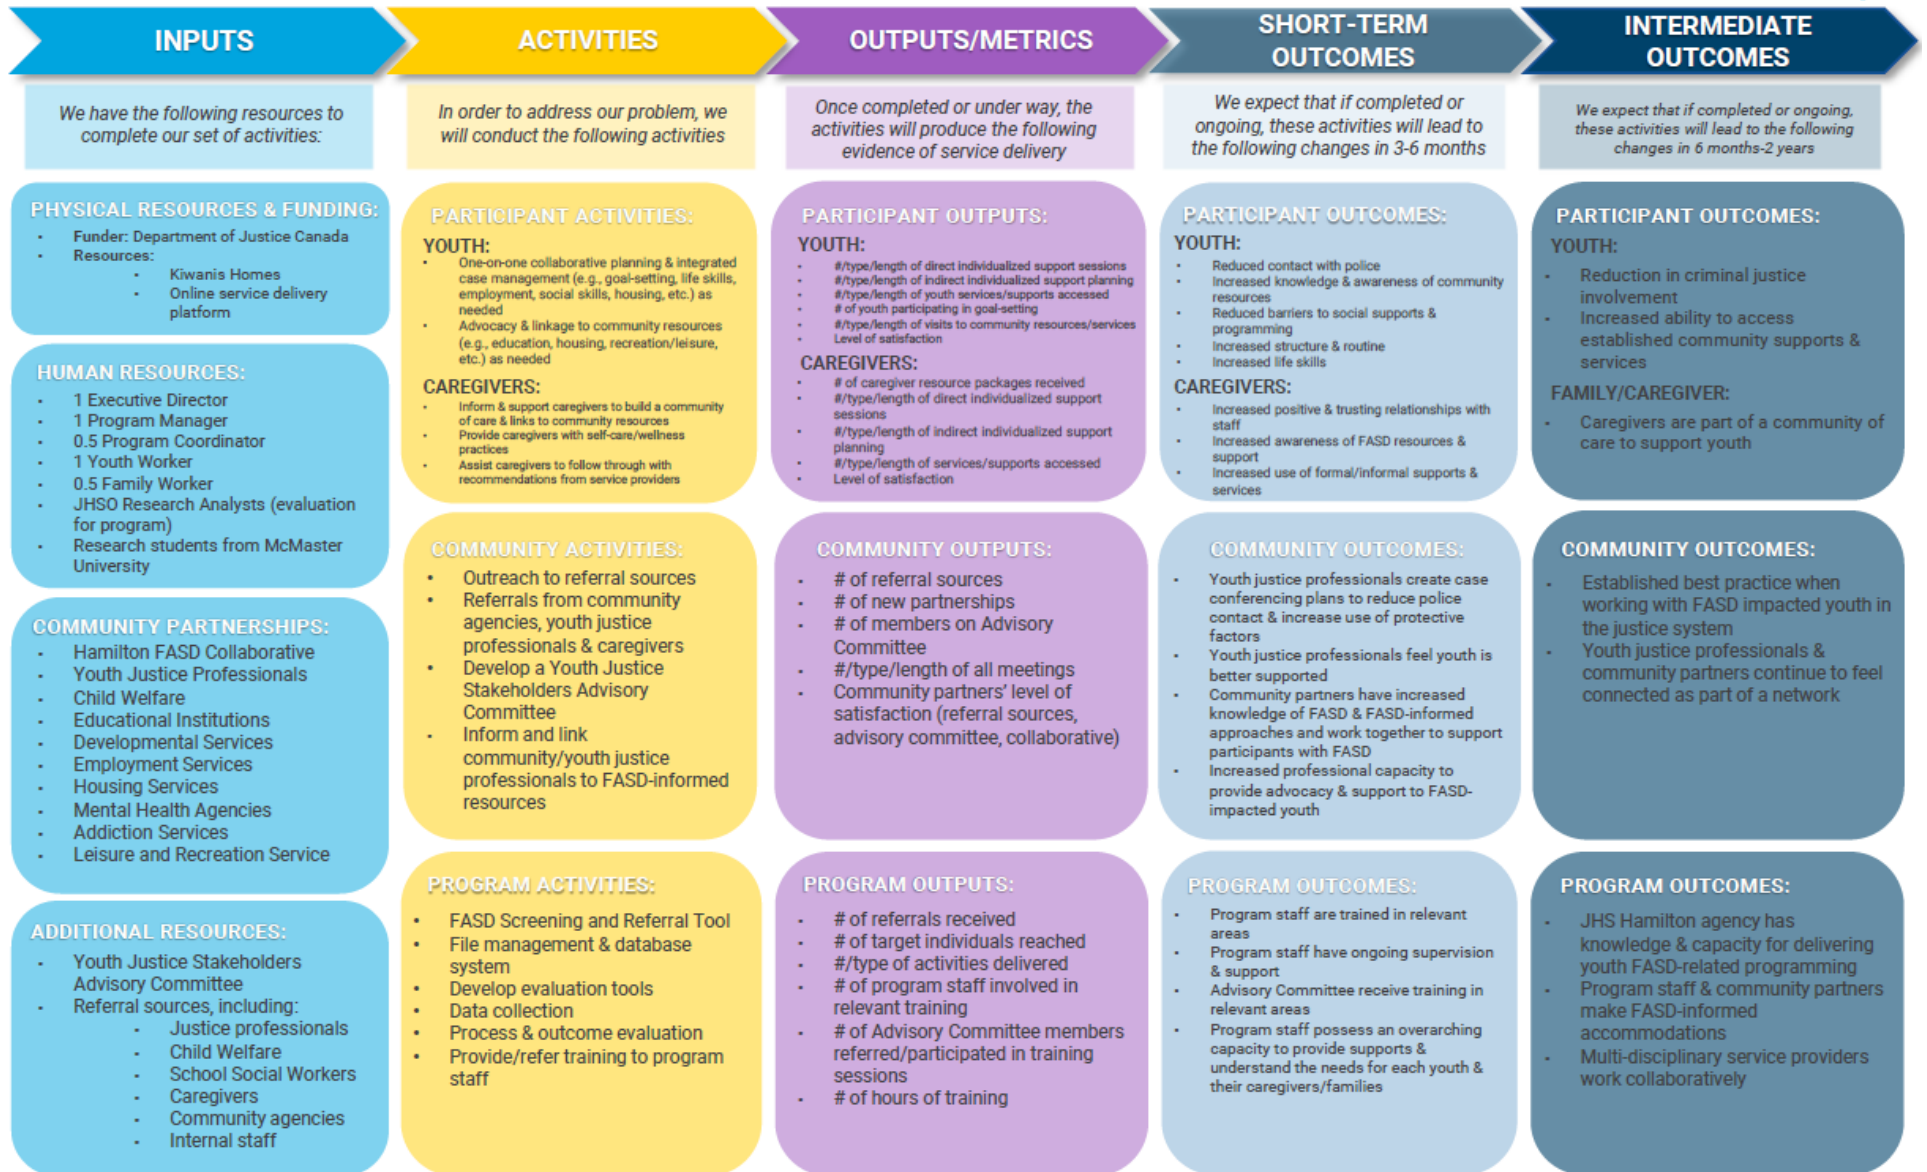 INPUTS
We have the following resources to
complete our set of activities:
PHYSICAL RESOURCES & FUNDING:
· Funder: Department of Justice Canada
· Resources:
· Kiwanis Homes
· Online service delivery
platform
HUMAN RESOURCES:
· 1 Executive Director
· 1 Program Manager
· 0.5 Program Coordinator
· 1 Youth Worker
· 0.5 Family Worker
· JHSO Research Analysts (evaluation
for program)
· Research students from McMaster
University
COMMUNITY PARTNERSHIPS:
· Hamilton FASD Collaborative
· Youth Justice Professionals
· Child Welfare
· Educational Institutions
· Developmental Services
· Employment Services
· Housing Services
· Mental Health Agencies
· Addiction Services
· Leisure and Recreation Service
ADDITIONAL RESOURCES:
· Youth Justice Stakeholders
Advisory Committee
· Referral sources, including:
· Justice professionals
· Child Welfare
· School Social Workers
· Caregivers
· Community agencies
· Internal staff
ACTIVITIES
In order to address our problem, we
will conduct the following activities
PARTICIPANT ACTIVITIES:
YOUTH:
· One-on-one collaborative planning & integrated
case management (e.g., goal-setting, life skills,
employment, social skills, housing, etc.) as
needed
· Advocacy & linkage to community resources
(e.g., education, housing, recreation/leisure,
etc.) as needed
CAREGIVERS:
· Inform & support caregivers to build a community
of care & links to community resources
· Provide caregivers with self-care/wellness
practices
· Assist caregivers to follow through with
recommendations from service providers
COMMUNITY ACTIVITIES:
• Outreach to referral sources
• Referrals from community
agencies, youth justice
professionals & caregivers
• Develop a Youth Justice
Stakeholders Advisory
Committee
· Inform and link
community/youth justice
professionals to FASD-informed
resources
PROGRAM ACTIVITIES:
• FASD Screening and Referral Tool
• File management & database
system
• Develop evaluation tools
• Data collection
• Process & outcome evaluation
• Provide/refer training to program
staff
OUTPUTS/METRICS
Once completed or under way, the
activities will produce the following
evidence of service delivery
PARTICIPANT OUTPUTS:
YOUTH:
· #/type/length of direct individualized support sessions
· #/type/length of indirect individualized support planning
· #/type/length of youth services/supports accessed
· # of youth participating in goal-setting
· #/type/length of visits to community resources/services
· Level of satisfaction
CAREGIVERS:
· # of caregiver resource packages received
· #/type/length of direct individualized support
sessions
· #/type/length of indirect individualized support
planning
· #/type/length of services/supports accessed
· Level of satisfaction
COMMUNITY OUTPUTS:
· # of referral sources
· # of new partnerships
· # of members on Advisory
Committee
· #/type/length of all meetings
· Community partners' level of
satisfaction (referral sources,
advisory committee, collaborative)
PROGRAM OUTPUTS:
· # of referrals received
· # of target individuals reached
· #/type of activities delivered
· # of program staff involved in
relevant training
· # of Advisory Committee members
referred/participated in training
sessions
· # of hours of training
SHORT-TERM
OUTCOMES
We expect that if completed or
ongoing, these activities will lead to
the following changes in 3-6 months
PARTICIPANT OUTCOMES:
YOUTH:
· Reduced contact with police
· Increased knowledge & awareness of community
resources
· Reduced barriers to social supports &
programming
· Increased structure & routine
· Increased life skills
CAREGIVERS:
· Increased positive & trusting relationships with
staff
· Increased awareness of FASD resources &
support
· Increased use of formal/informal supports &
services
COMMUNITY OUTCOMES:
· Youth justice professionals create case
conferencing plans to reduce police
contact & increase use of protective
factors
· Youth justice professionals feel youth is
better supported
· Community partners have increased
knowledge of FASD & FASD-informed
approaches and work together to support
participants with FASD
· Increased professional capacity to
provide advocacy & support to FASD-
impacted youth
PROGRAM OUTCOMES:
· Program staff are trained in relevant
areas
· Program staff have ongoing supervision
& support
· Advisory Committee receive training in
relevant areas
· Program staff possess an overarching
capacity to provide supports &
understand the needs for each youth &
their caregivers/families
INTERMEDIATE
OUTCOMES
We expect that if completed or ongoing,
these activities will lead to the following
changes in 6 months-2 years
PARTICIPANT OUTCOMES:
YOUTH:
· Reduction in criminal justice
involvement
· Increased ability to access
established community supports &
services
FAMILY/CAREGIVER:
· Caregivers are part of a community of
care to support youth
COMMUNITY OUTCOMES:
· Established best practice when
working with FASD impacted youth in
the justice system
· Youth justice professionals &
community partners continue to feel
connected as part of a network
PROGRAM OUTCOMES:
· JHS Hamilton agency has
knowledge & capacity for delivering
youth FASD-related programming
· Program staff & community partners
make FASD-informed
accommodations
· Multi-disciplinary service providers
work collaboratively